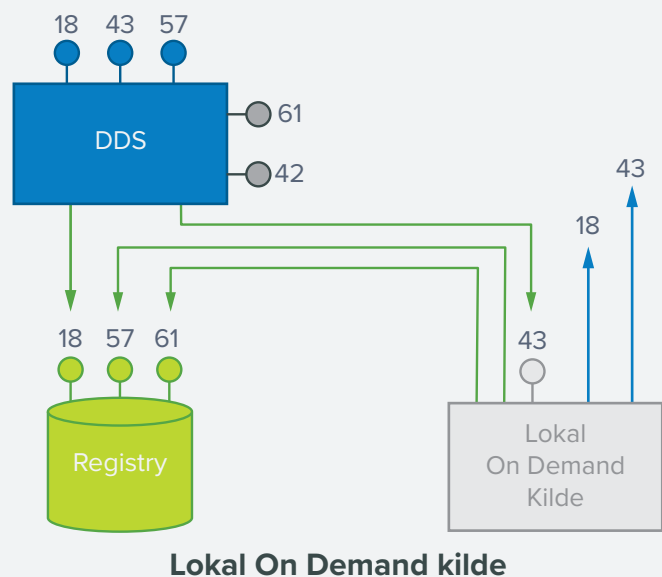 18 43 57
61
DDS
42
43
18
18 57 61
43
Registry
Lokal
On Demand
Kilde
Lokal On Demand kilde